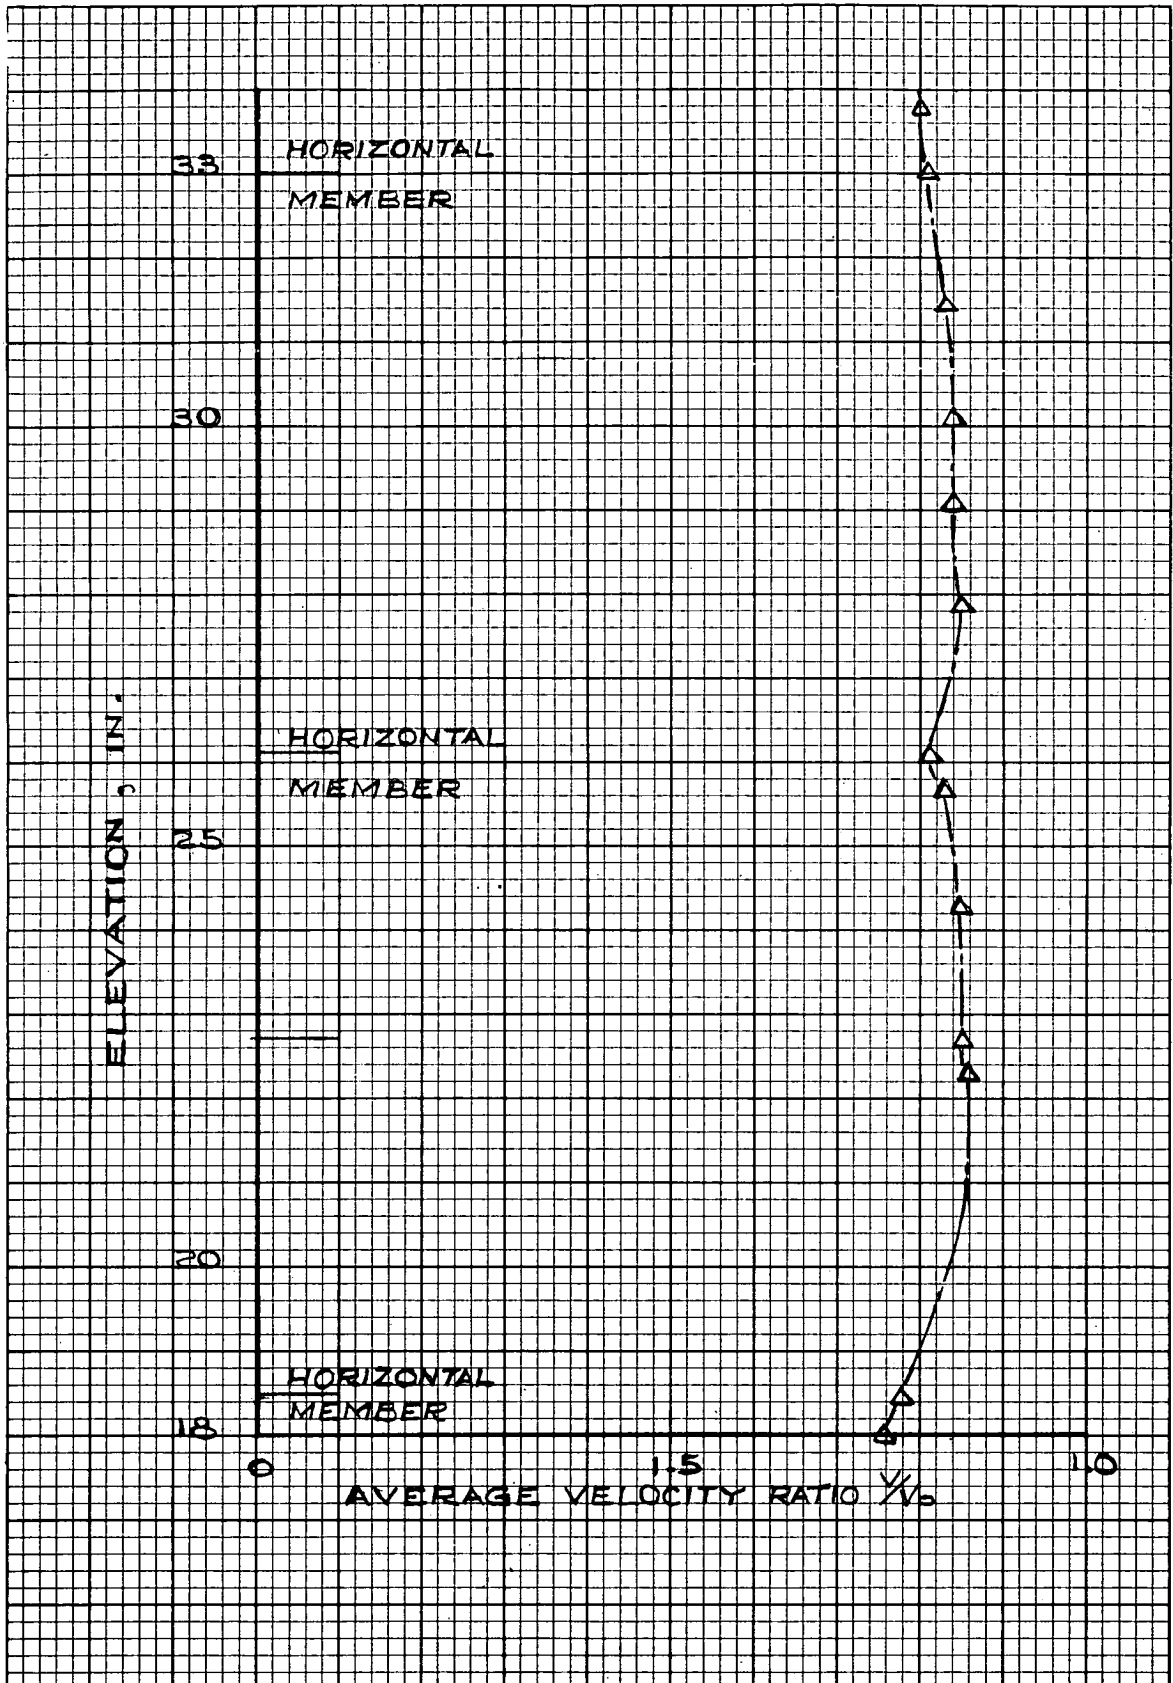 HORIZONTAL
33
MEMBER
30
ELEVATION, IN.
HORIZONTAL
MEMBER
25
20
HORIZONTAL
MEMBER
18
0
1.5
1.0
AVERAGE VELOCITY RATIO V/Vo